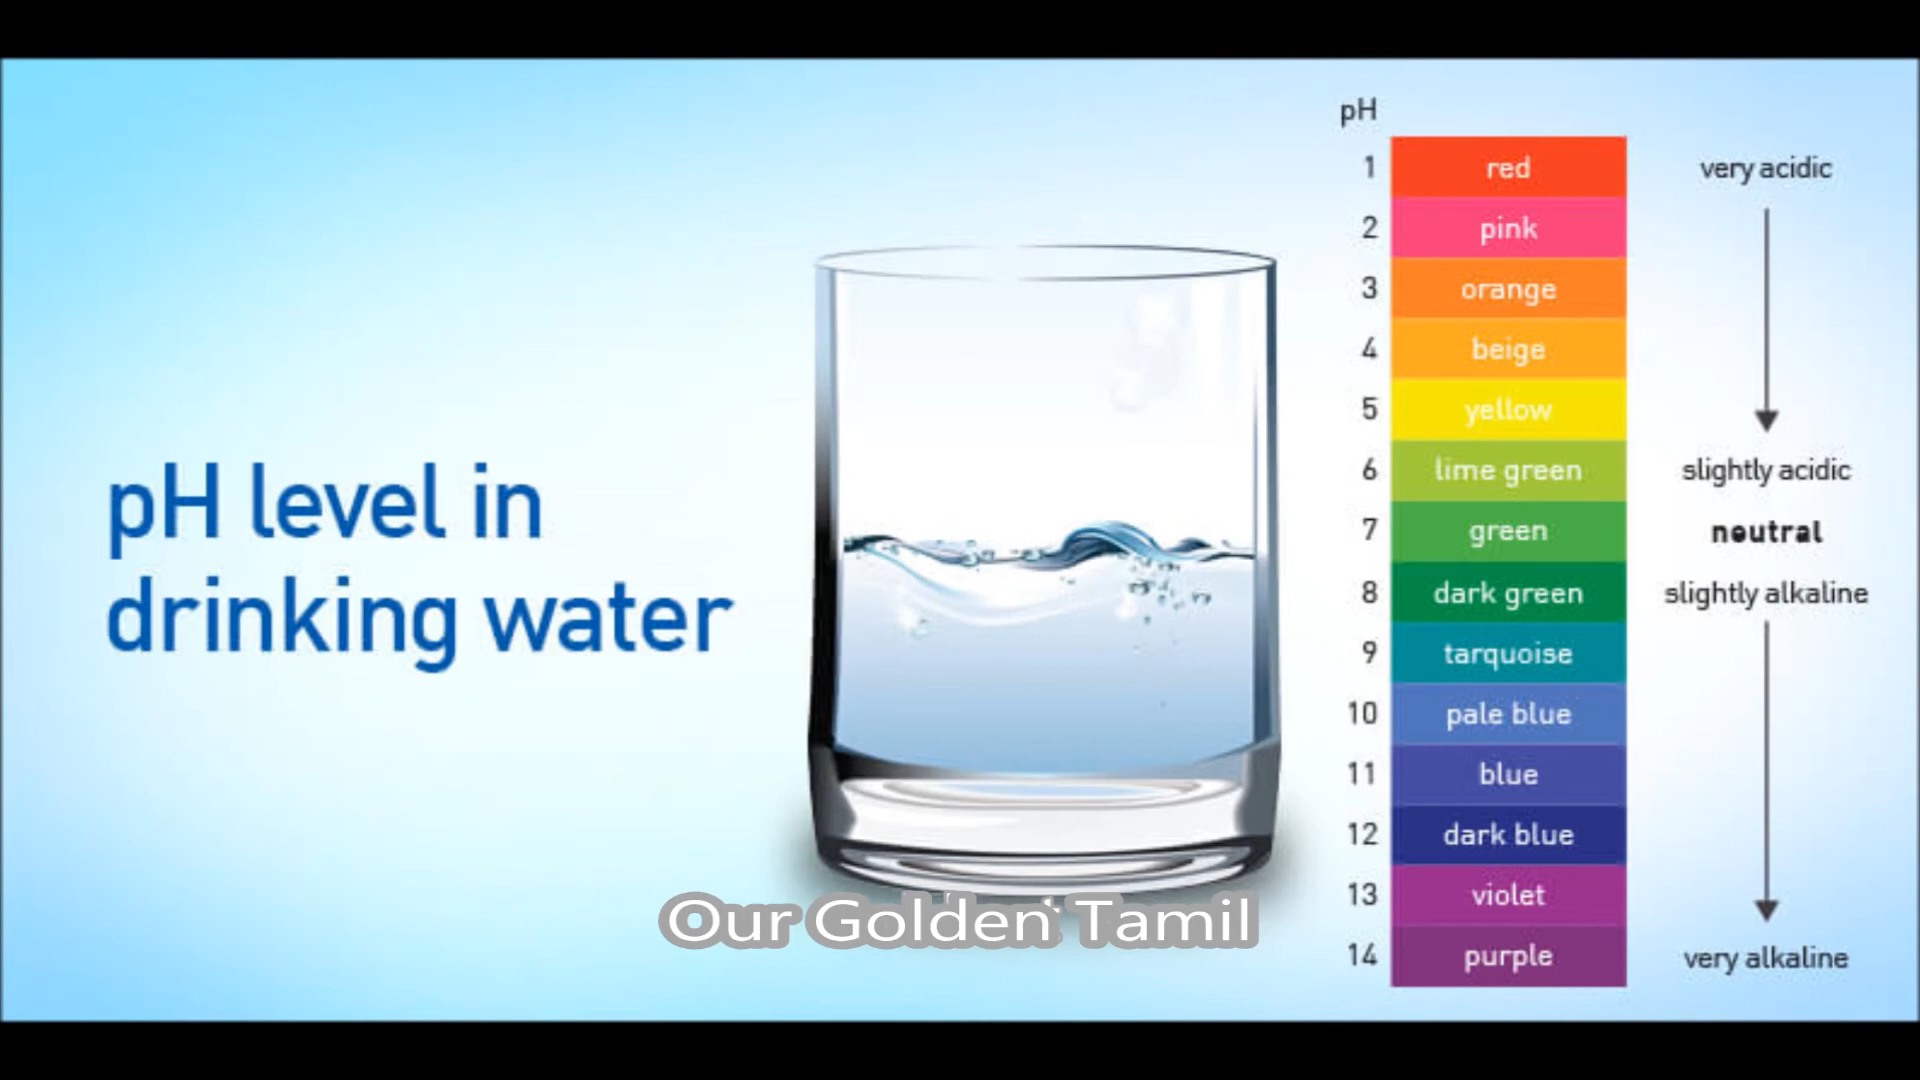 pH level in
drinking water
pH
1 red very acidic
2 pink
3 orange
4 beige
5 yellow
6 lime green slightly acidic
7 green neutral
8 dark green slightly alkaline
9 tarquoise
10 pale blue
11 blue
12 dark blue
13 violet
14 purple very alkaline
Our Golden Tamil